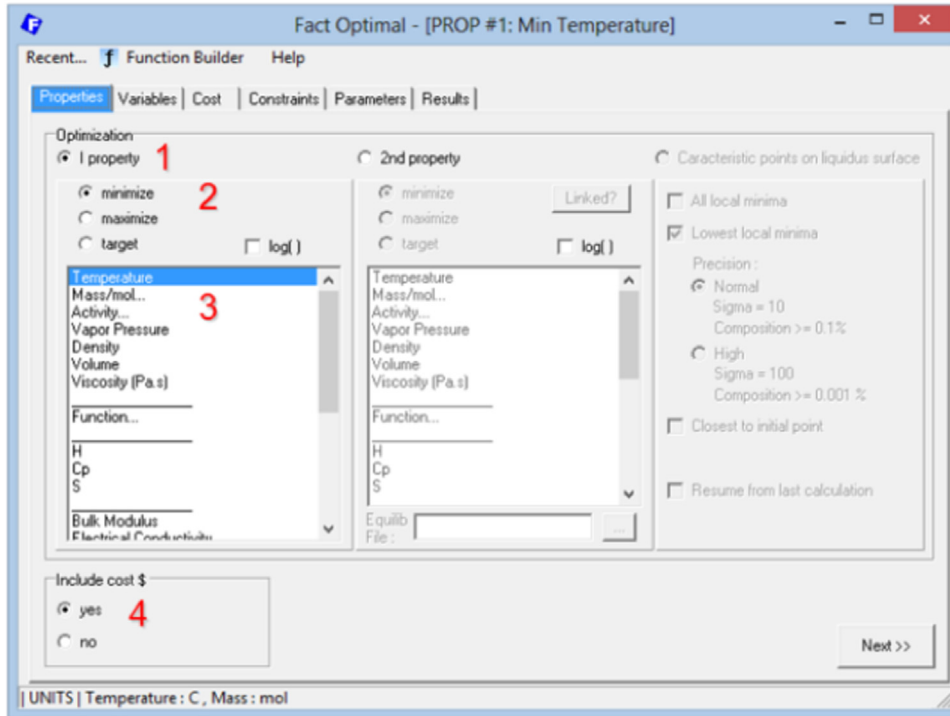 Fact Optimal - [PROP #1: Min Temperature]
Recent... f Function Builder Help
Properties Variables Cost Constraints Parameters Results
Optimization
1 property 1
2nd property
Caracteristic points on liquidus surface
minimize 2
maximize
target log( )
Temperature
Mass/mol... 3
Activity...
Vapor Pressure
Density
Volume
Viscosity (Pa.s)
Function...
H
Cp
S
Bulk Modulus
Electrical Conductivity
minimize Linked?
maximize
target log( )
Temperature
Mass/mol...
Activity...
Vapor Pressure
Density
Volume
Viscosity (Pa.s)
Function...
H
Cp
S
Equilib
File : ...
All local minima
Lowest local minima
Precision :
Normal
Sigma = 10
Composition >= 0.1%
High
Sigma = 100
Composition >= 0.001 %
Closest to initial point
Resume from last calculation
Include cost $
yes 4
no
Next >>
| UNITS | Temperature : C , Mass : mol